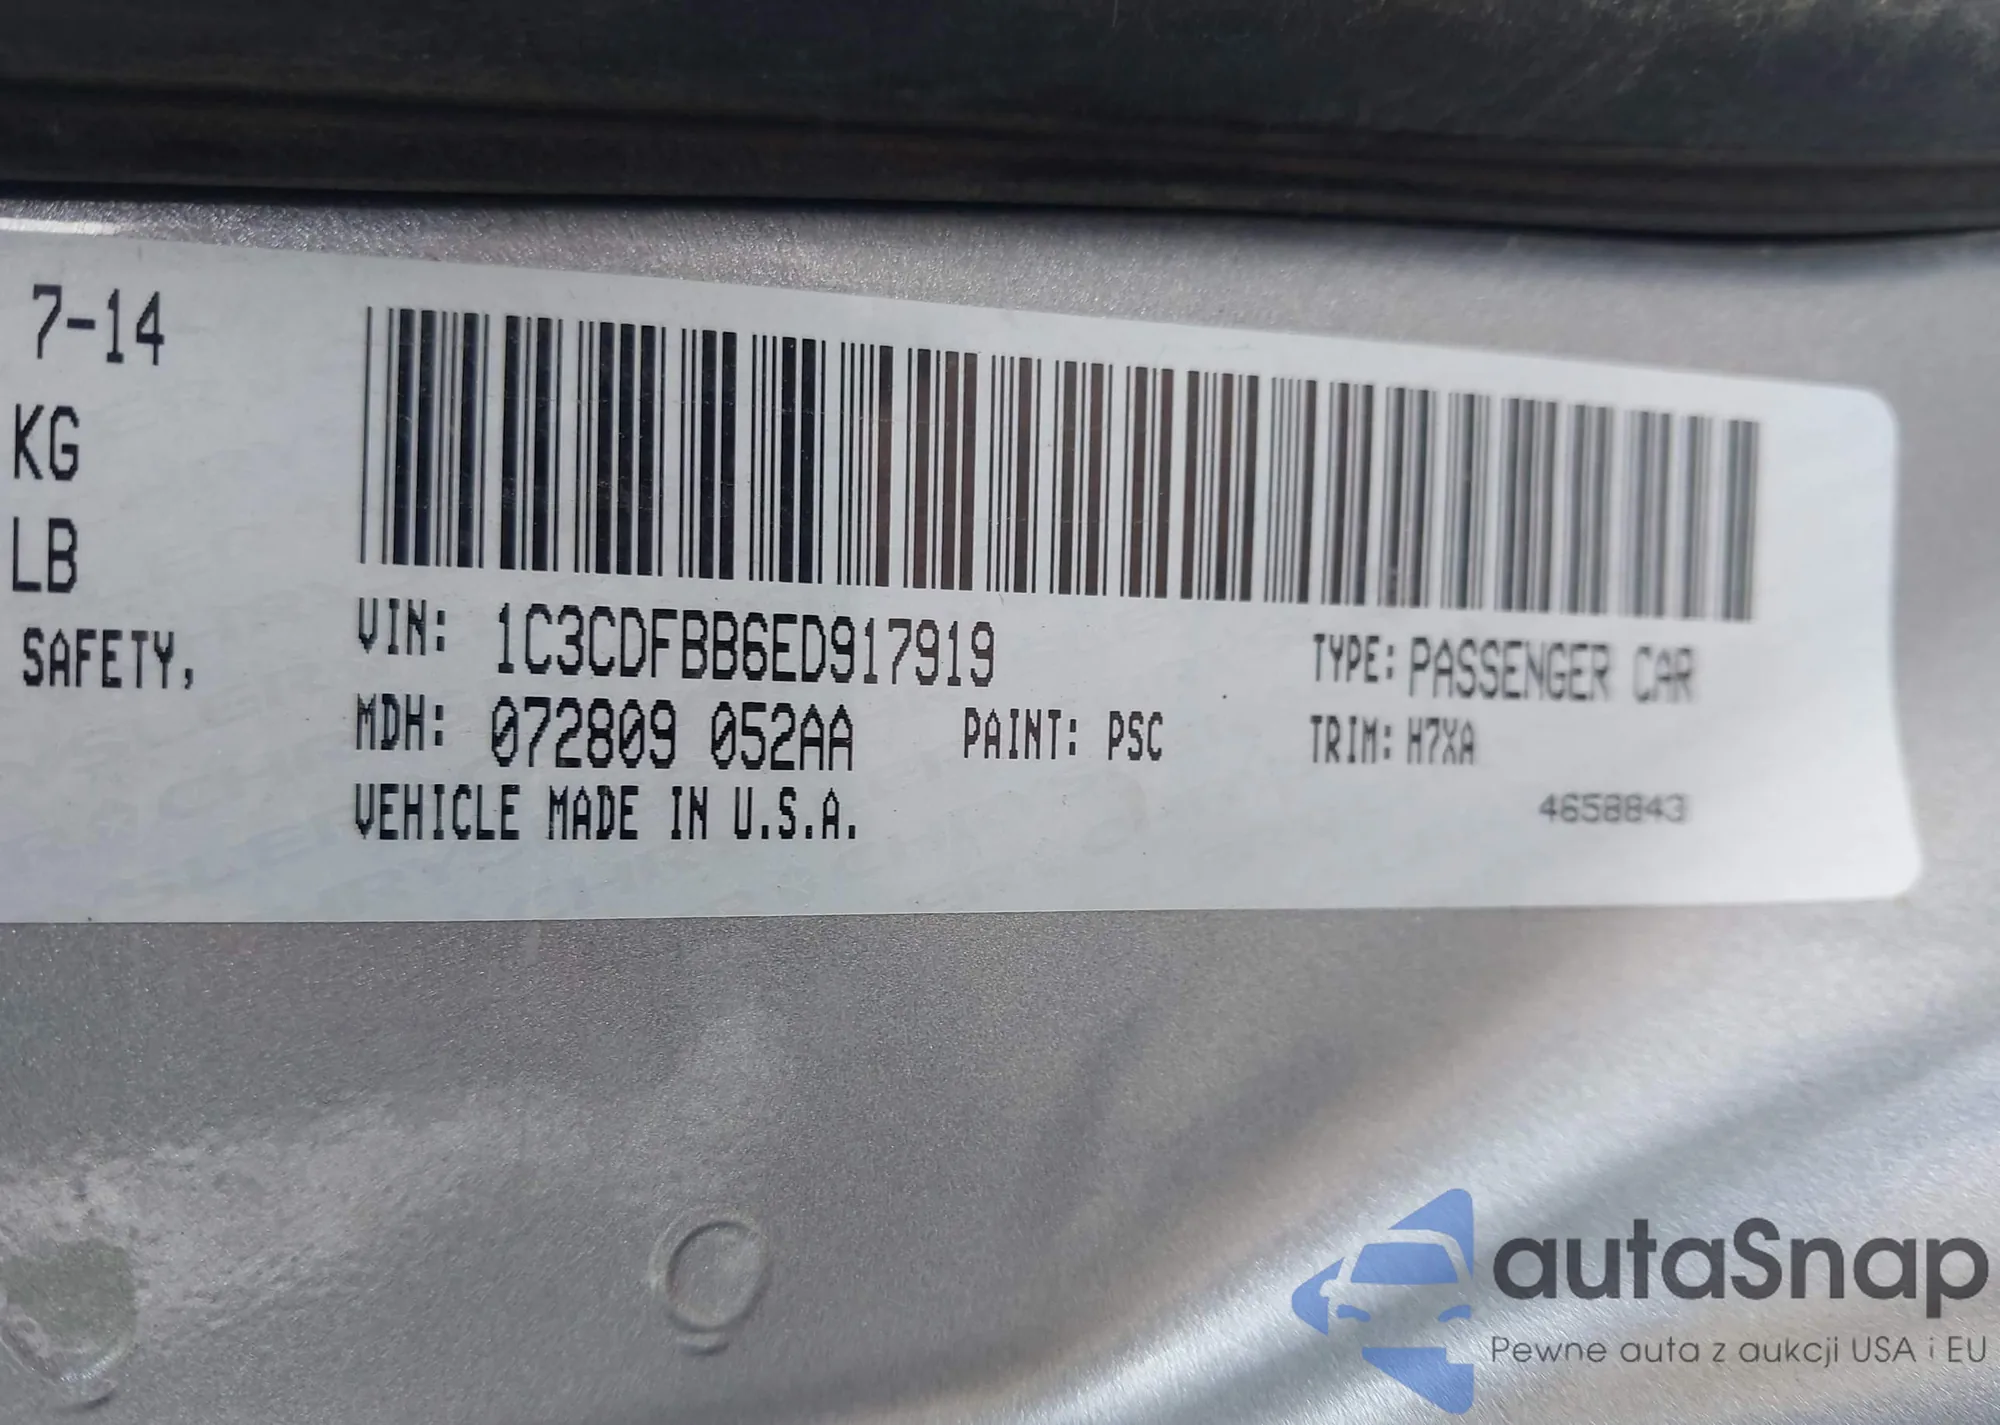 7-14
KG
LB
SAFETY,
VIN: 1C3CDFBB6ED917919
TYPE: PASSENGER CAR
MDH: 072809 052AA
PAINT: PSC
TRIM: H7XA
VEHICLE MADE IN U.S.A.
4658843
autaSnap
Pewne auta z aukcji USA i EU